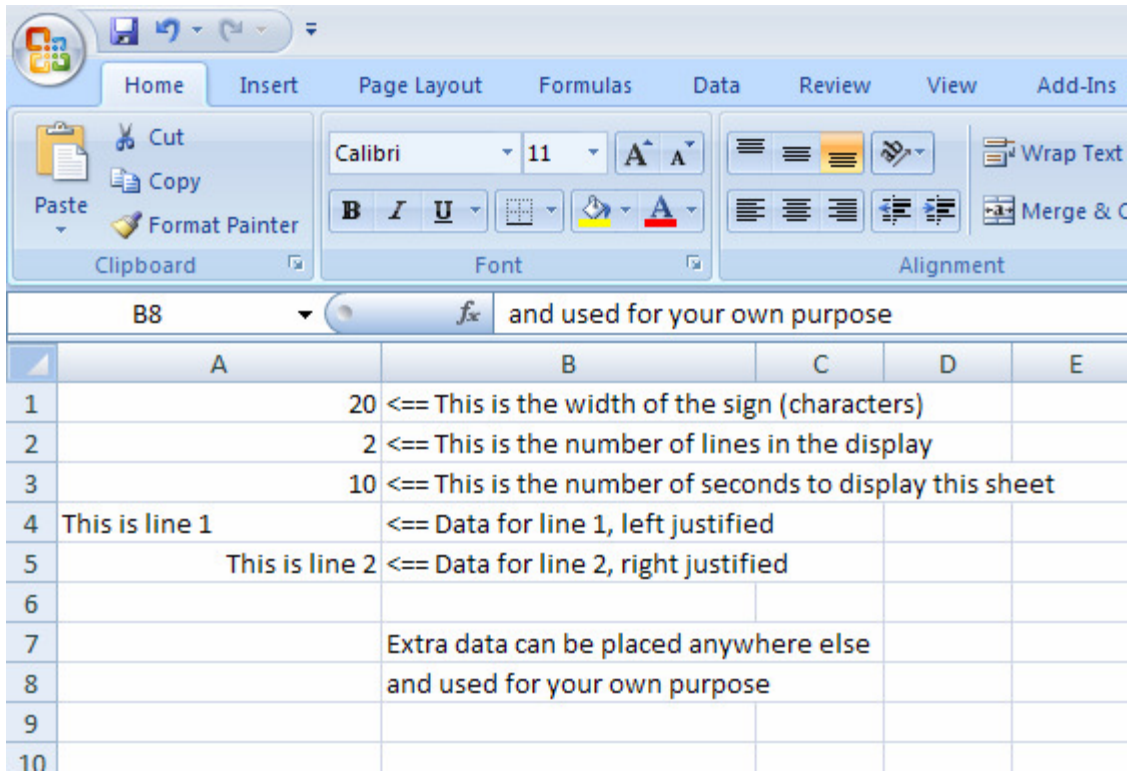 Home Insert Page Layout Formulas Data Review View Add-Ins
Cut
Calibri 11 A A Wrap Text
Copy
Paste
B I U A Merge & C
Format Painter
Clipboard Font Alignment
B8 fx and used for your own purpose
A B C D E
1 20 <== This is the width of the sign (characters)
2 2 <== This is the number of lines in the display
3 10 <== This is the number of seconds to display this sheet
4 This is line 1 <== Data for line 1, left justified
5 This is line 2 <== Data for line 2, right justified
6
7 Extra data can be placed anywhere else
8 and used for your own purpose
9
10